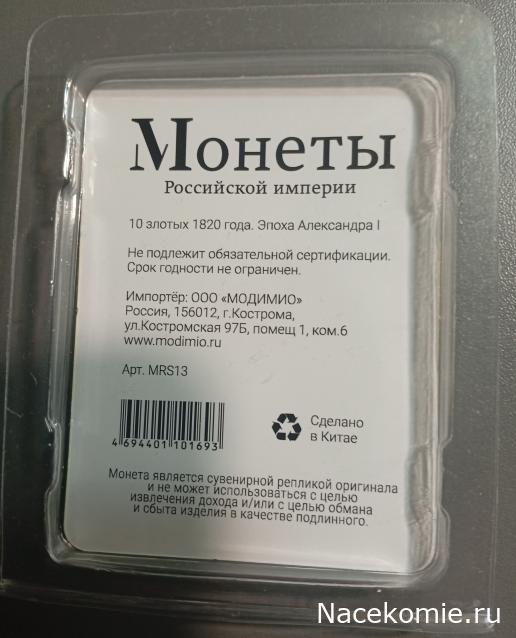 Монеты
Российской империи
10 злотых 1820 года. Эпоха Александра I
Не подлежит обязательной сертификации.
Срок годности не ограничен.
Импортёр: ООО «МОДИМИО»
Россия, 156012, г.Кострома,
ул.Костромская 97Б, помещ 1, ком.6
www.modimio.ru
Арт. MRS13
4 694401 101693
Сделано
в Китае
Монета является сувенирной репликой оригинала
и не может использоваться с целью
извлечения дохода и/или с целью обмана
и сбыта изделия в качестве подлинного.
Nacekomie.ru